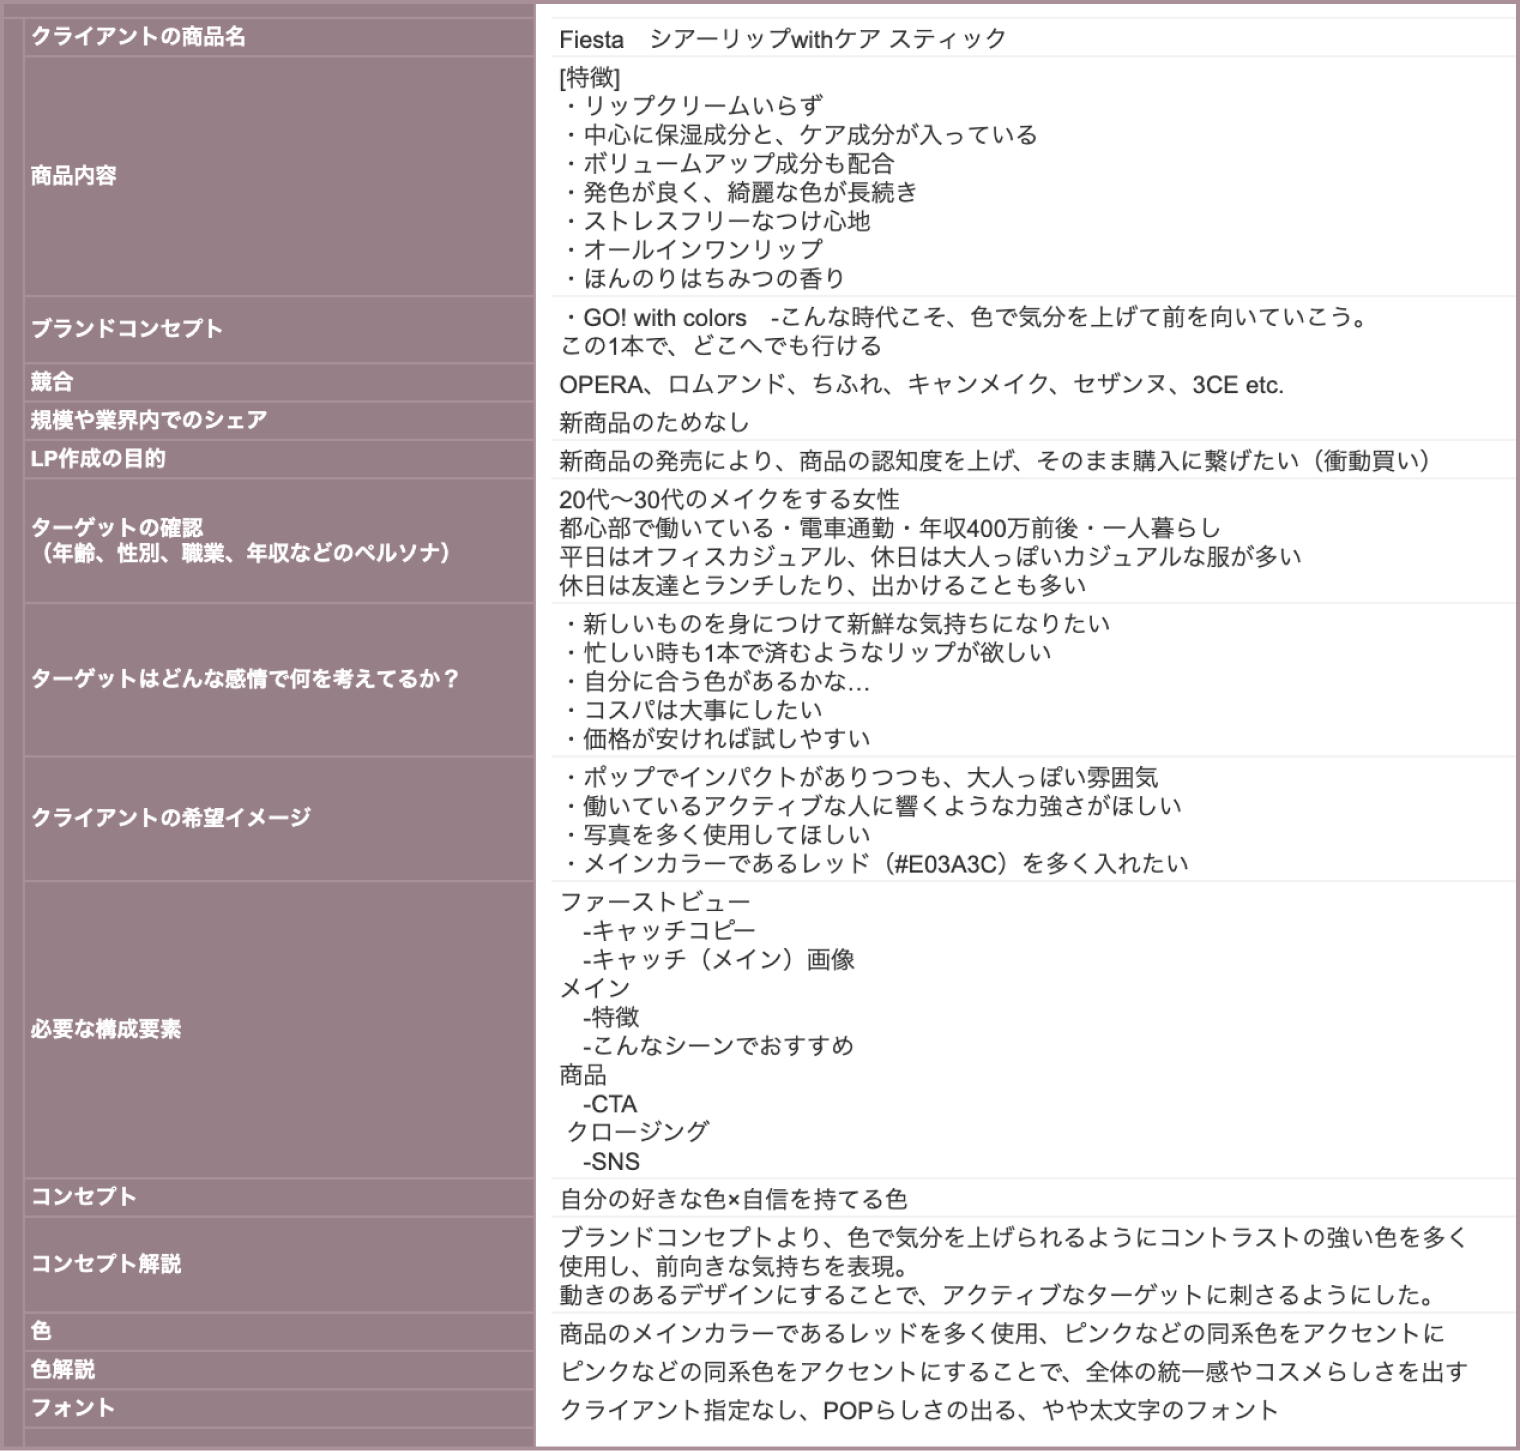 クライアントの商品名
Fiesta　シアーリップwithケア スティック
商品内容
[特徴]
・リップクリームいらず
・中心に保湿成分と、ケア成分が入っている
・ボリュームアップ成分も配合
・発色が良く、綺麗な色が長続き
・ストレスフリーなつけ心地
・オールインワンリップ
・ほんのりはちみつの香り
ブランドコンセプト
・GO! with colors　-こんな時代こそ、色で気分を上げて前を向いていこう。
この1本で、どこへでも行ける
競合
OPERA、ロムアンド、ちふれ、キャンメイク、セザンヌ、3CE etc.
規模や業界内でのシェア
新商品のためなし
LP作成の目的
新商品の発売により、商品の認知度を上げ、そのまま購入に繋げたい（衝動買い）
ターゲットの確認
（年齢、性別、職業、年収などのペルソナ）
20代〜30代のメイクをする女性
都心部で働いている・電車通勤・年収400万前後・一人暮らし
平日はオフィスカジュアル、休日は大人っぽいカジュアルな服が多い
休日は友達とランチしたり、出かけることも多い
ターゲットはどんな感情で何を考えてるか？
・新しいものを身につけて新鮮な気持ちになりたい
・忙しい時も1本で済むようなリップが欲しい
・自分に合う色があるかな…
・コスパは大事にしたい
・価格が安ければ試しやすい
クライアントの希望イメージ
・ポップでインパクトがありつつも、大人っぽい雰囲気
・働いているアクティブな人に響くような力強さがほしい
・写真を多く使用してほしい
・メインカラーであるレッド（#E03A3C）を多く入れたい
必要な構成要素
ファーストビュー
-キャッチコピー
-キャッチ（メイン）画像
メイン
-特徴
-こんなシーンでおすすめ
商品
-CTA
クロージング
-SNS
コンセプト
自分の好きな色×自信を持てる色
コンセプト解説
ブランドコンセプトより、色で気分を上げられるようにコントラストの強い色を多く
使用し、前向きな気持ちを表現。
動きのあるデザインにすることで、アクティブなターゲットに刺さるようにした。
色
商品のメインカラーであるレッドを多く使用、ピンクなどの同系色をアクセントに
色解説
ピンクなどの同系色をアクセントにすることで、全体の統一感やコスメらしさを出す
フォント
クライアント指定なし、POPらしさの出る、やや太文字のフォント